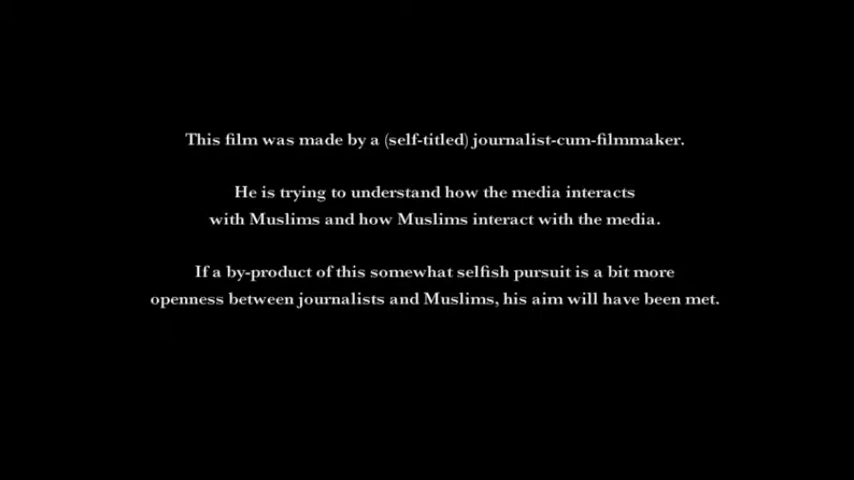 This film was made by a (self-titled) journalist-cum-filmmaker.
He is trying to understand how the media interacts
with Muslims and how Muslims interact with the media.
If a by-product of this somewhat selfish pursuit is a bit more
openness between journalists and Muslims, his aim will have been met.